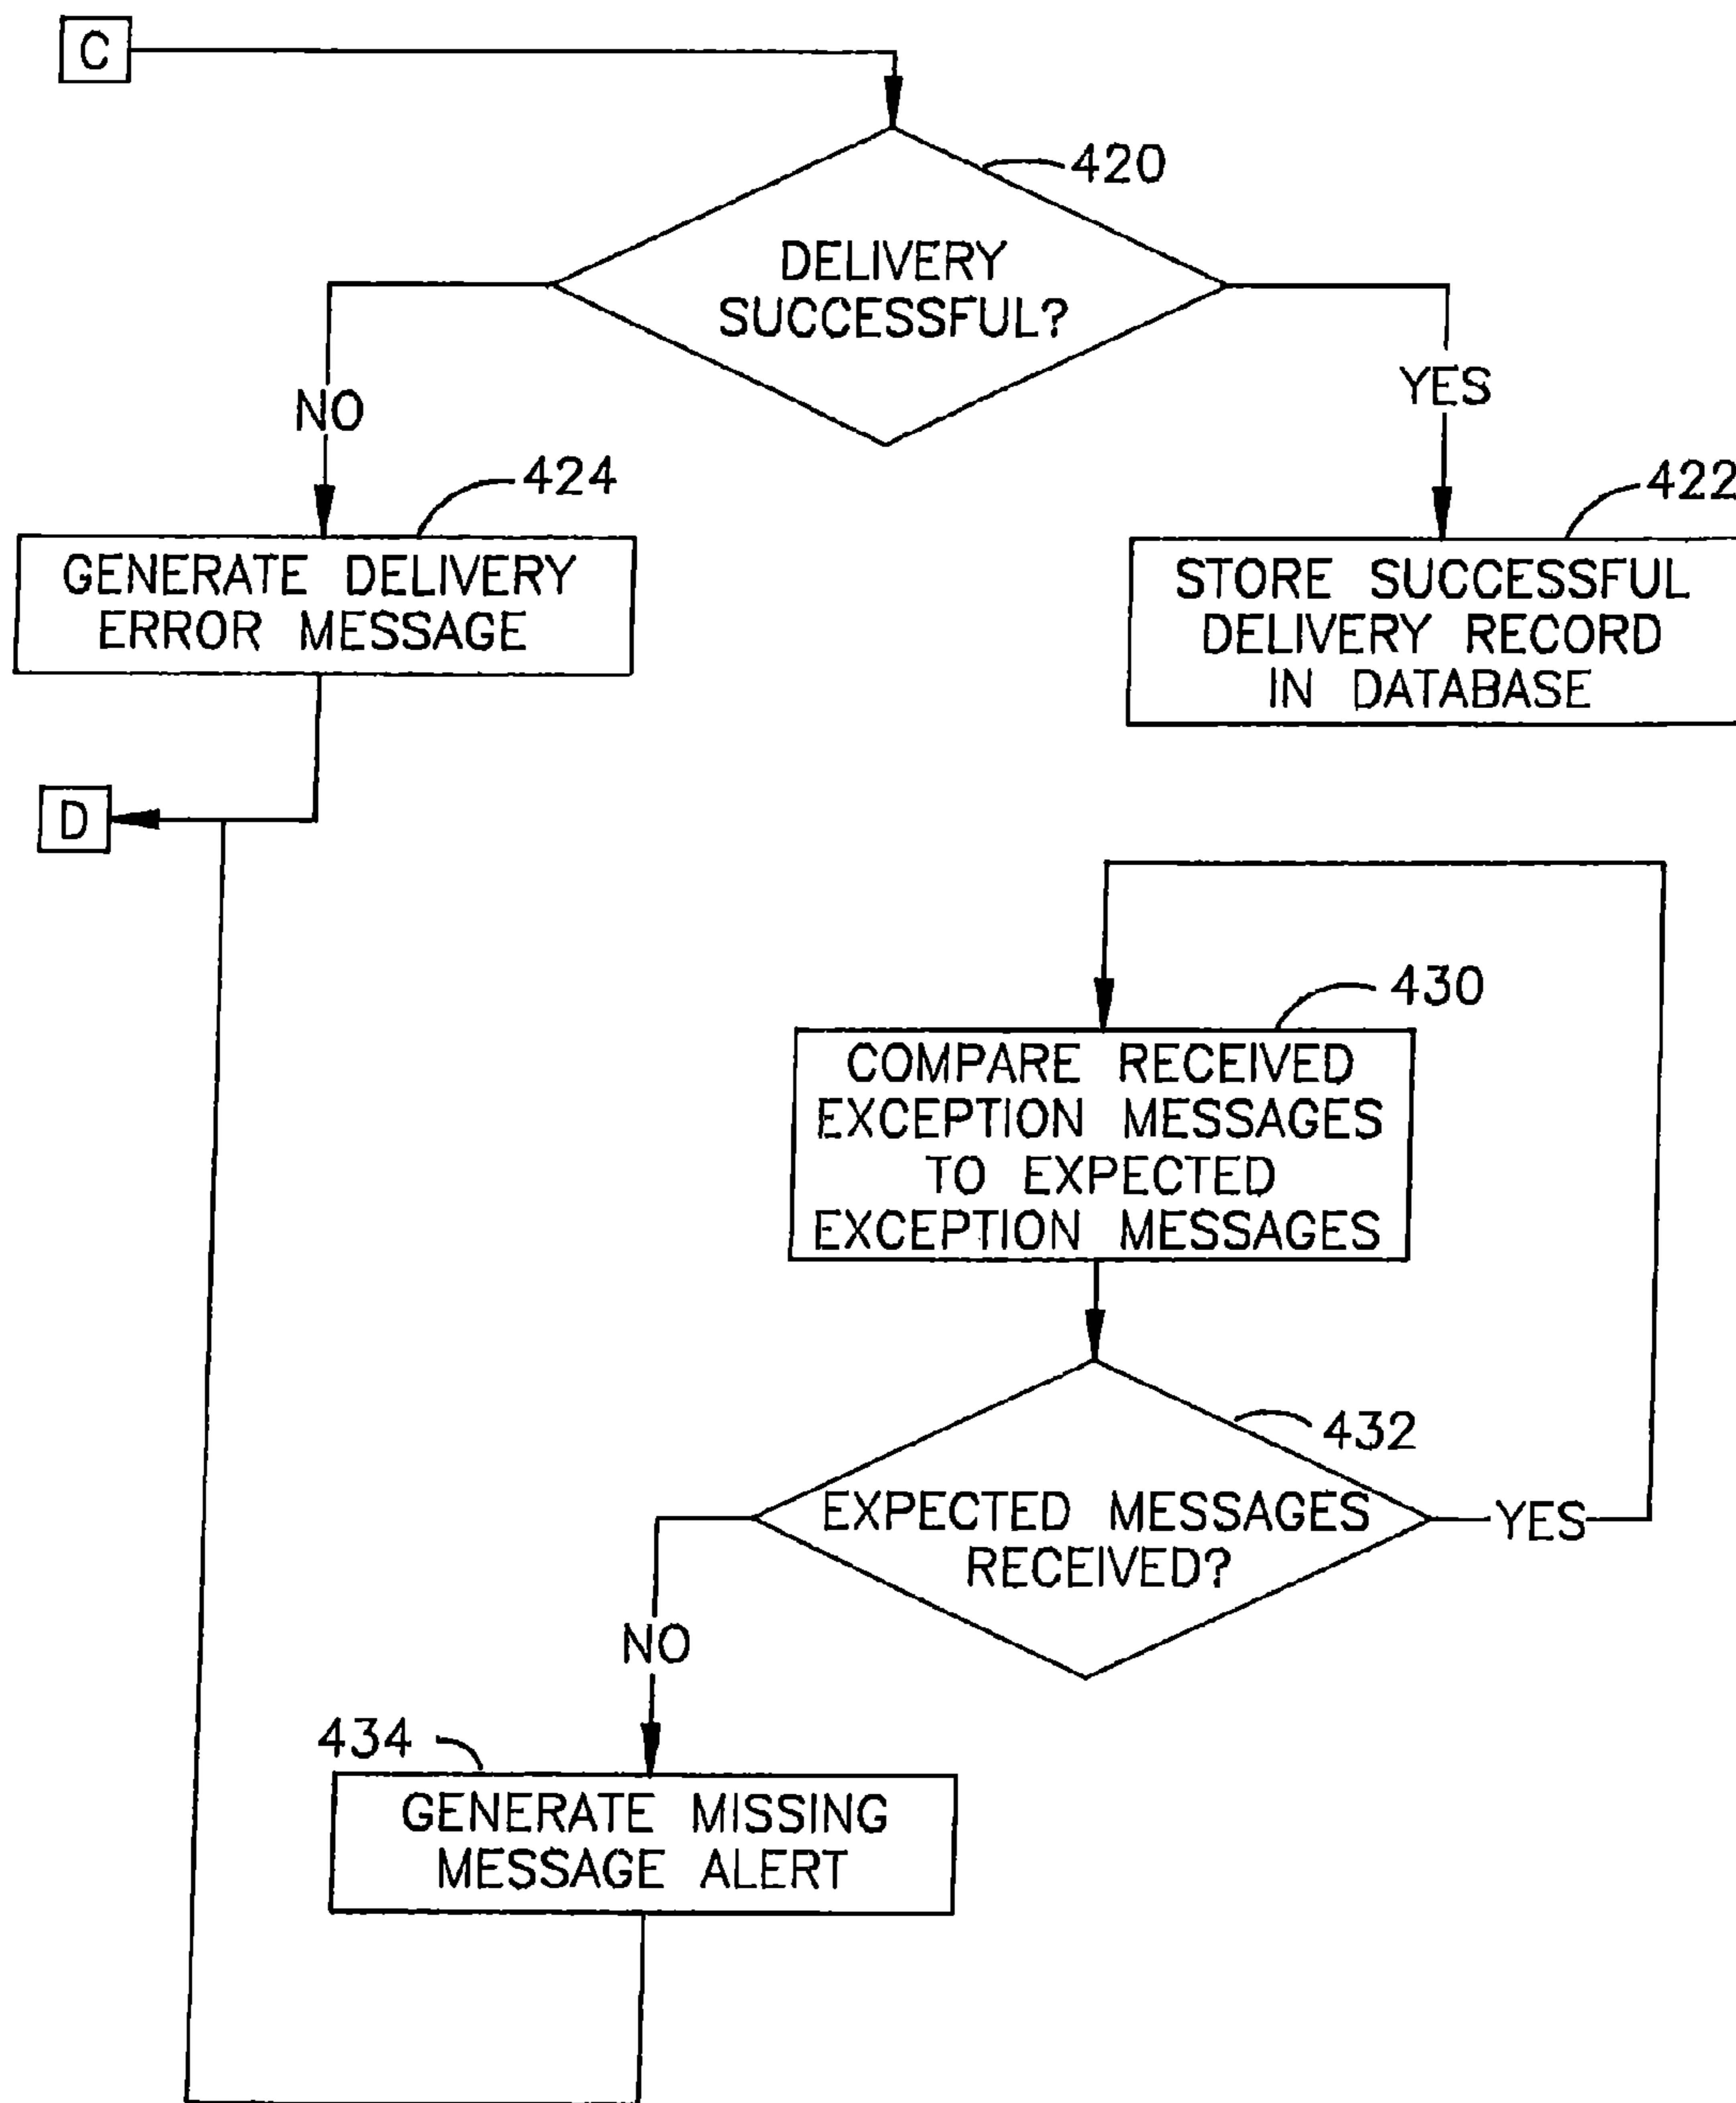 C
420
DELIVERY
SUCCESSFUL?
NO
YES
424
422
GENERATE DELIVERY
ERROR MESSAGE
STORE SUCCESSFUL
DELIVERY RECORD
IN DATABASE
D
430
COMPARE RECEIVED
EXCEPTION MESSAGES
TO EXPECTED
EXCEPTION MESSAGES
432
EXPECTED MESSAGES
RECEIVED?
YES
NO
434
GENERATE MISSING
MESSAGE ALERT